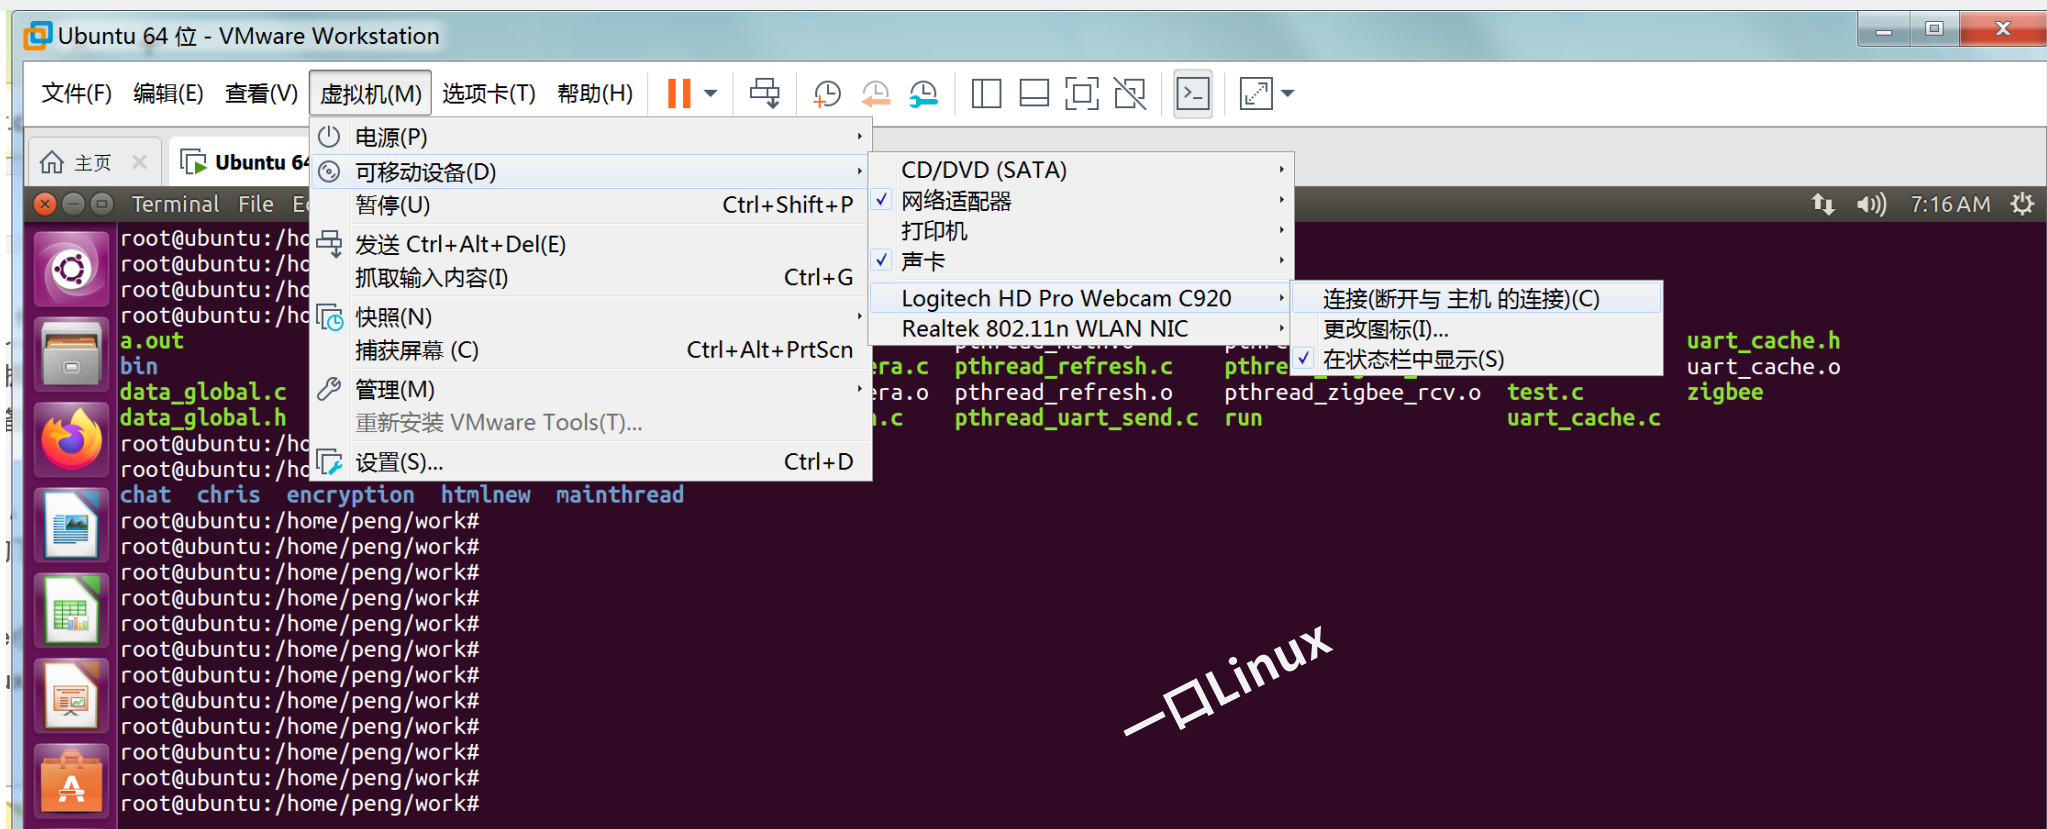 Ubuntu 64 位 - VMware Workstation
文件(F) 编辑(E) 查看(V) 虚拟机(M) 选项卡(T) 帮助(H)
主页 Ubuntu 64
Terminal File 7:16 AM
电源(P)
可移动设备(D)
暂停(U) Ctrl+Shift+P
发送 Ctrl+Alt+Del(E)
抓取输入内容(I) Ctrl+G
快照(N)
捕获屏幕 (C) Ctrl+Alt+PrtScn
管理(M)
重新安装 VMware Tools(T)...
设置(S)... Ctrl+D
CD/DVD (SATA)
网络适配器
打印机
声卡
Logitech HD Pro Webcam C920
Realtek 802.11n WLAN NIC
连接(断开与 主机 的连接)(C)
更改图标(I)...
在状态栏中显示(S)
root@ubuntu:/ho
root@ubuntu:/ho
root@ubuntu:/ho
root@ubuntu:/ho
a.out uart_cache.h
bin era.c pthread_refresh.c uart_cache.o
data_global.c era.o pthread_refresh.o pthread_zigbee_rcv.o test.c zigbee
data_global.h .c pthread_uart_send.c run uart_cache.c
root@ubuntu:/ho
root@ubuntu:/ho
chat chris encryption htmlnew mainthread
root@ubuntu:/home/peng/work#
root@ubuntu:/home/peng/work#
root@ubuntu:/home/peng/work#
root@ubuntu:/home/peng/work#
root@ubuntu:/home/peng/work#
root@ubuntu:/home/peng/work#
root@ubuntu:/home/peng/work#
root@ubuntu:/home/peng/work#
root@ubuntu:/home/peng/work#
root@ubuntu:/home/peng/work#
root@ubuntu:/home/peng/work#
root@ubuntu:/home/peng/work#
一口Linux